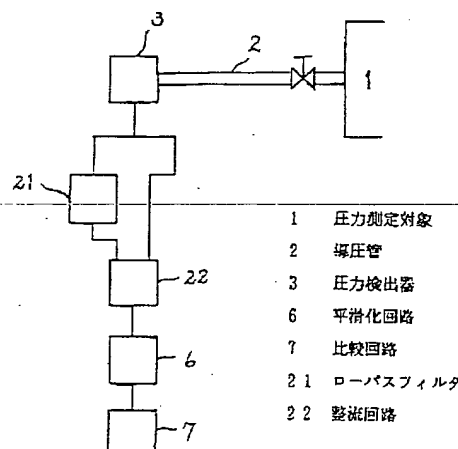 3
2
1
21
22
6
7
1 圧力測定対象
2 導圧管
3 圧力検出器
6 平滑化回路
7 比較回路
21 ローパスフィルタ
22 整流回路